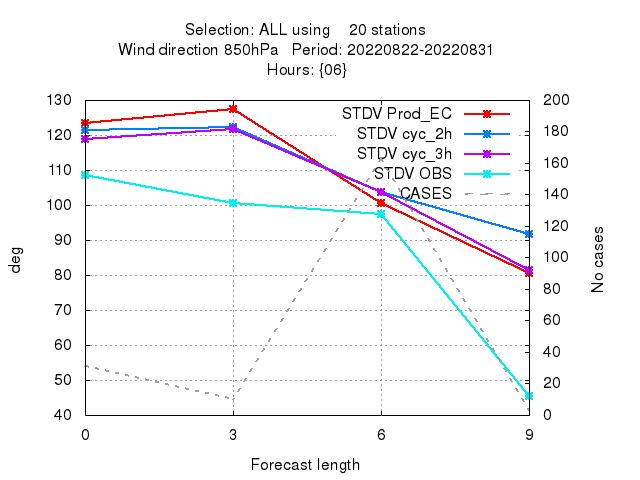 Selection: ALL using    20 stations
Wind direction 850hPa   Period: 20220822-20220831
Hours: {06}
130
120
110
100
90
80
70
60
50
40
200
180
160
140
120
100
80
60
40
20
0
STDV Prod_EC
STDV cyc_2h
STDV cyc_3h
STDV OBS
CASES
deg
No cases
0
3
6
9
Forecast length